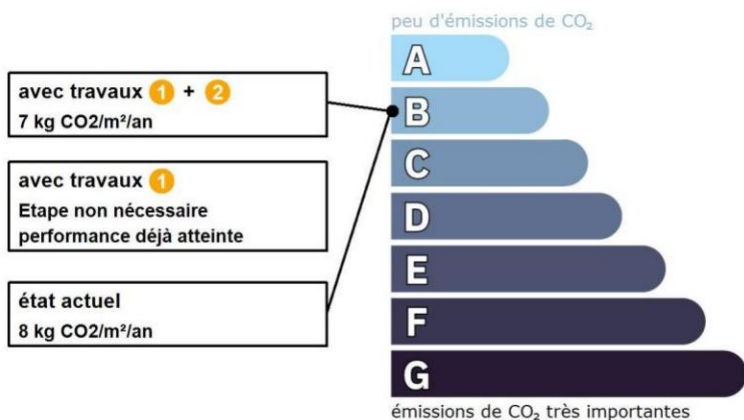 peu d'émissions de CO₂
A
B
C
D
E
F
G
émissions de CO₂ très importantes
avec travaux 1 + 2
7 kg CO2/m²/an
avec travaux 1
Etape non nécessaire
performance déjà atteinte
état actuel
8 kg CO2/m²/an